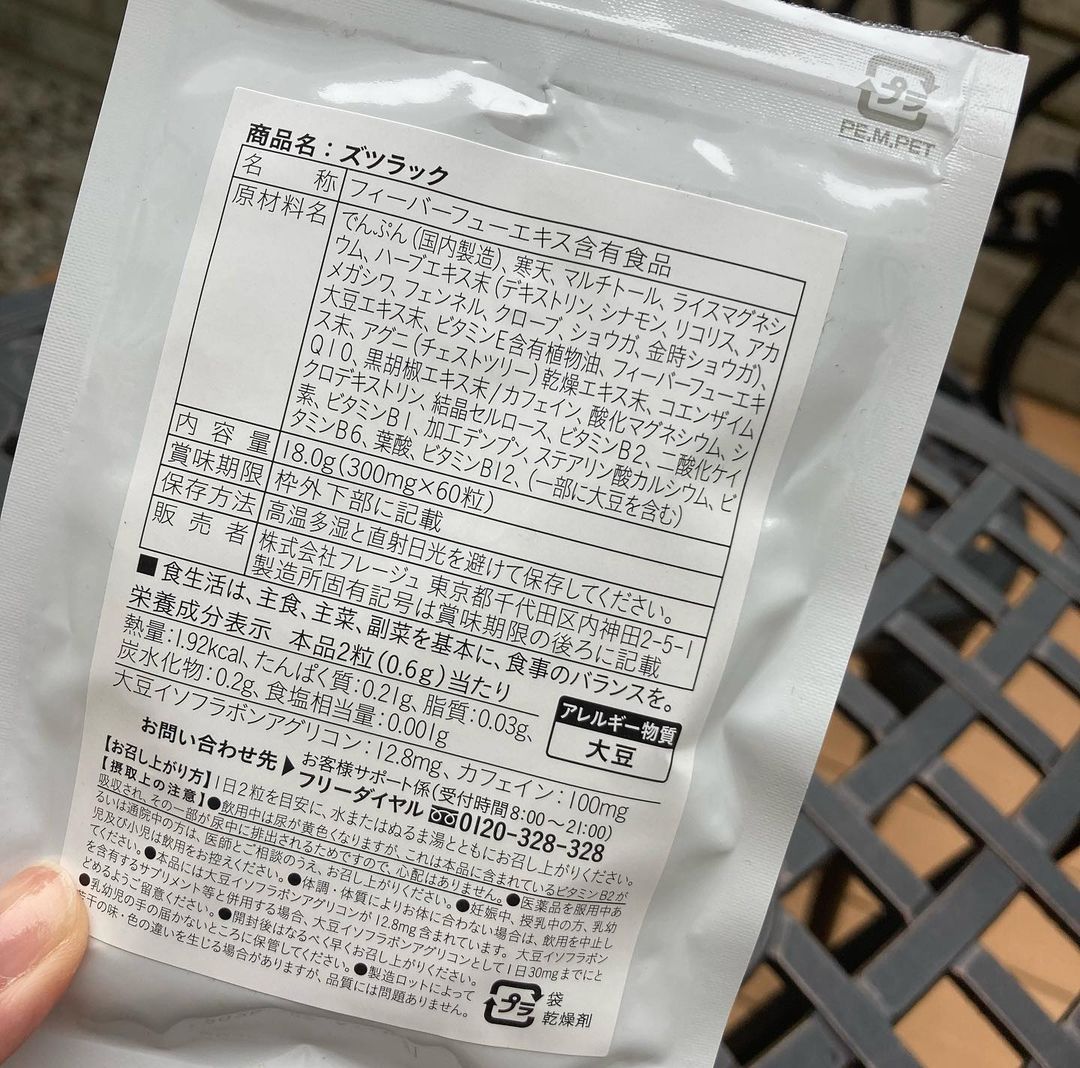 プラ
PE.M.PET
商品名：ズツラック
名称 フィーバーフューエキス含有食品
原材料名 でんぷん(国内製造)、寒天、マルチトール、ライスマグネシ
ウム、ハーブエキス末(デキストリン、シナモン、リコリス、アカ
メガシワ、フェンネル、クローブ、ショウガ、金時ショウガ)、
大豆エキス末、ビタミンE含有植物油、フィーバーフューエキ
ス末、アグニ(チェストツリー)乾燥エキス末、コエンザイム
Q10、黒胡椒エキス末/カフェイン、酸化マグネシウム、シ
クロデキストリン、結晶セルロース、ビタミンB2、二酸化ケイ
素、ビタミンB1、加工デンプン、ステアリン酸カルシウム、ビ
タミンB6、葉酸、ビタミンB12、(一部に大豆を含む)
内容量 18.0g(300mg×60粒)
賞味期限 枠外下部に記載
保存方法 高温多湿と直射日光を避けて保存してください。
販売者 株式会社フレージュ 東京都千代田区内神田2-5-1
製造所固有記号は賞味期限の後ろに記載
■食生活は、主食、主菜、副菜を基本に、食事のバランスを。
栄養成分表示 本品2粒(0.6g)当たり
熱量:1.92kcal、たんぱく質:0.21g、脂質:0.03g、
炭水化物:0.2g、食塩相当量:0.001g
大豆イソフラボンアグリコン:12.8mg、カフェイン:100mg
アレルギー物質
大豆
お問い合わせ先▶お客様サポート係(受付時間8:00～21:00)
フリーダイヤル 0120-328-328
【お召し上がり方】1日2粒を目安に、水またはぬるま湯とともにお召し上がりください。
【摂取上の注意】●飲用中は尿が黄色くなりますが、これは本品に含まれているビタミンB2が
吸収され、その一部が尿中に排出されるためですので、心配はありません。●医薬品を服用中あ
るいは通院中の方は、医師とご相談のうえ、お召し上がりください。●妊娠中、授乳中の方、乳幼
児及び小児は飲用をお控えください。●体調・体質によりお体に合わない場合は、飲用を中止し
てください。●本品には大豆イソフラボンアグリコンが12.8mg含まれています。大豆イソフラボン
を含有するサプリメント等と併用する場合、大豆イソフラボンアグリコンとして1日30mgまでにと
どめるようご留意ください。●開封後はなるべく早くお召し上がりください。
●乳幼児の手の届かないところに保管してください。●製造ロットによって
若干の味・色の違いを生じる場合がありますが、品質には問題ありません。
プラ
袋
乾燥剤